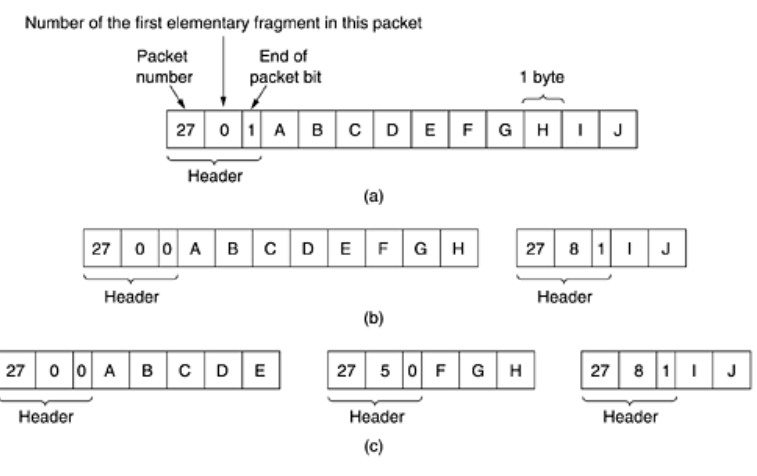 Number of the first elementary fragment in this packet
Packet number
End of packet bit
1 byte
27 0 1 A B C D E F G H I J
Header
(a)
27 0 0 A B C D E F G H
27 8 1 I J
Header
Header
(b)
27 0 0 A B C D E
27 5 0 F G H
27 8 1 I J
Header
Header
Header
(c)